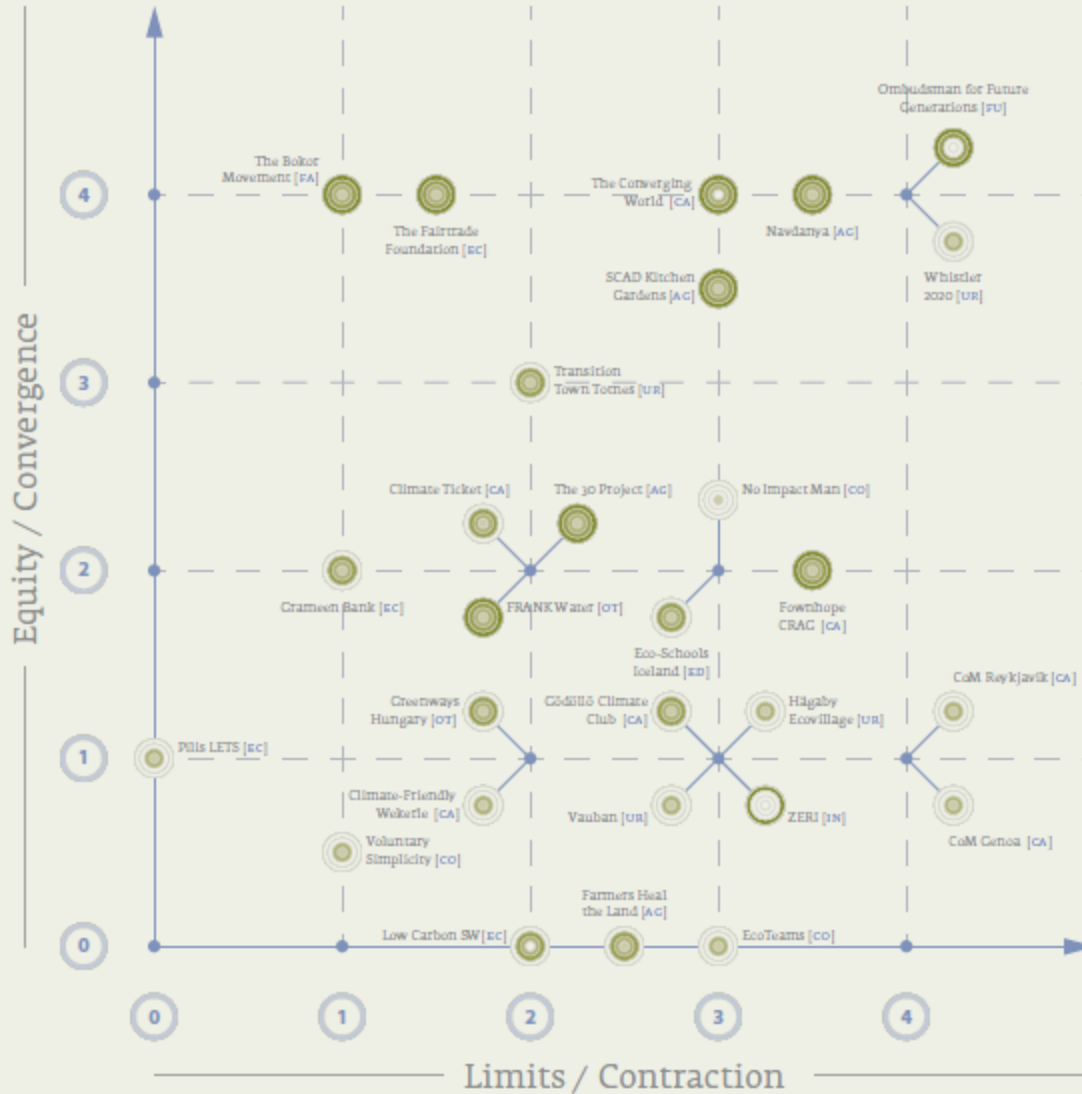 Ombudsman for Future
Generations [FU]
The Bokor
Movement [FA]
The Fairtrade
Foundation [EC]
The Converging
World [CA]
Navdanya [AG]
Whistler
2020 [UR]
SCAD Kitchen
Gardens [AG]
4
3
Transition
Town Totnes [UR]
Equity / Convergence
Climate Ticket [CA]
The 30 Project [AG]
No Impact Man [CO]
2
Grameen Bank [EC]
FRANK Water [OT]
Fownhope
CRAG [CA]
Eco-Schools
Iceland [ED]
CoM Reykjavik [CA]
Greenways
Hungary [OT]
Gödöllő Climate
Club [CA]
Hägaby
Ecovillage [UR]
1
Pilis LETS [EC]
Climate-Friendly
Wekerle [CA]
Vauban [UR]
ZERI [IN]
CoM Genoa [CA]
Voluntary
Simplicity [CO]
Farmers Heal
the Land [AG]
0
Low Carbon SW [EC]
EcoTeams [CO]
0
1
2
3
4
Limits / Contraction